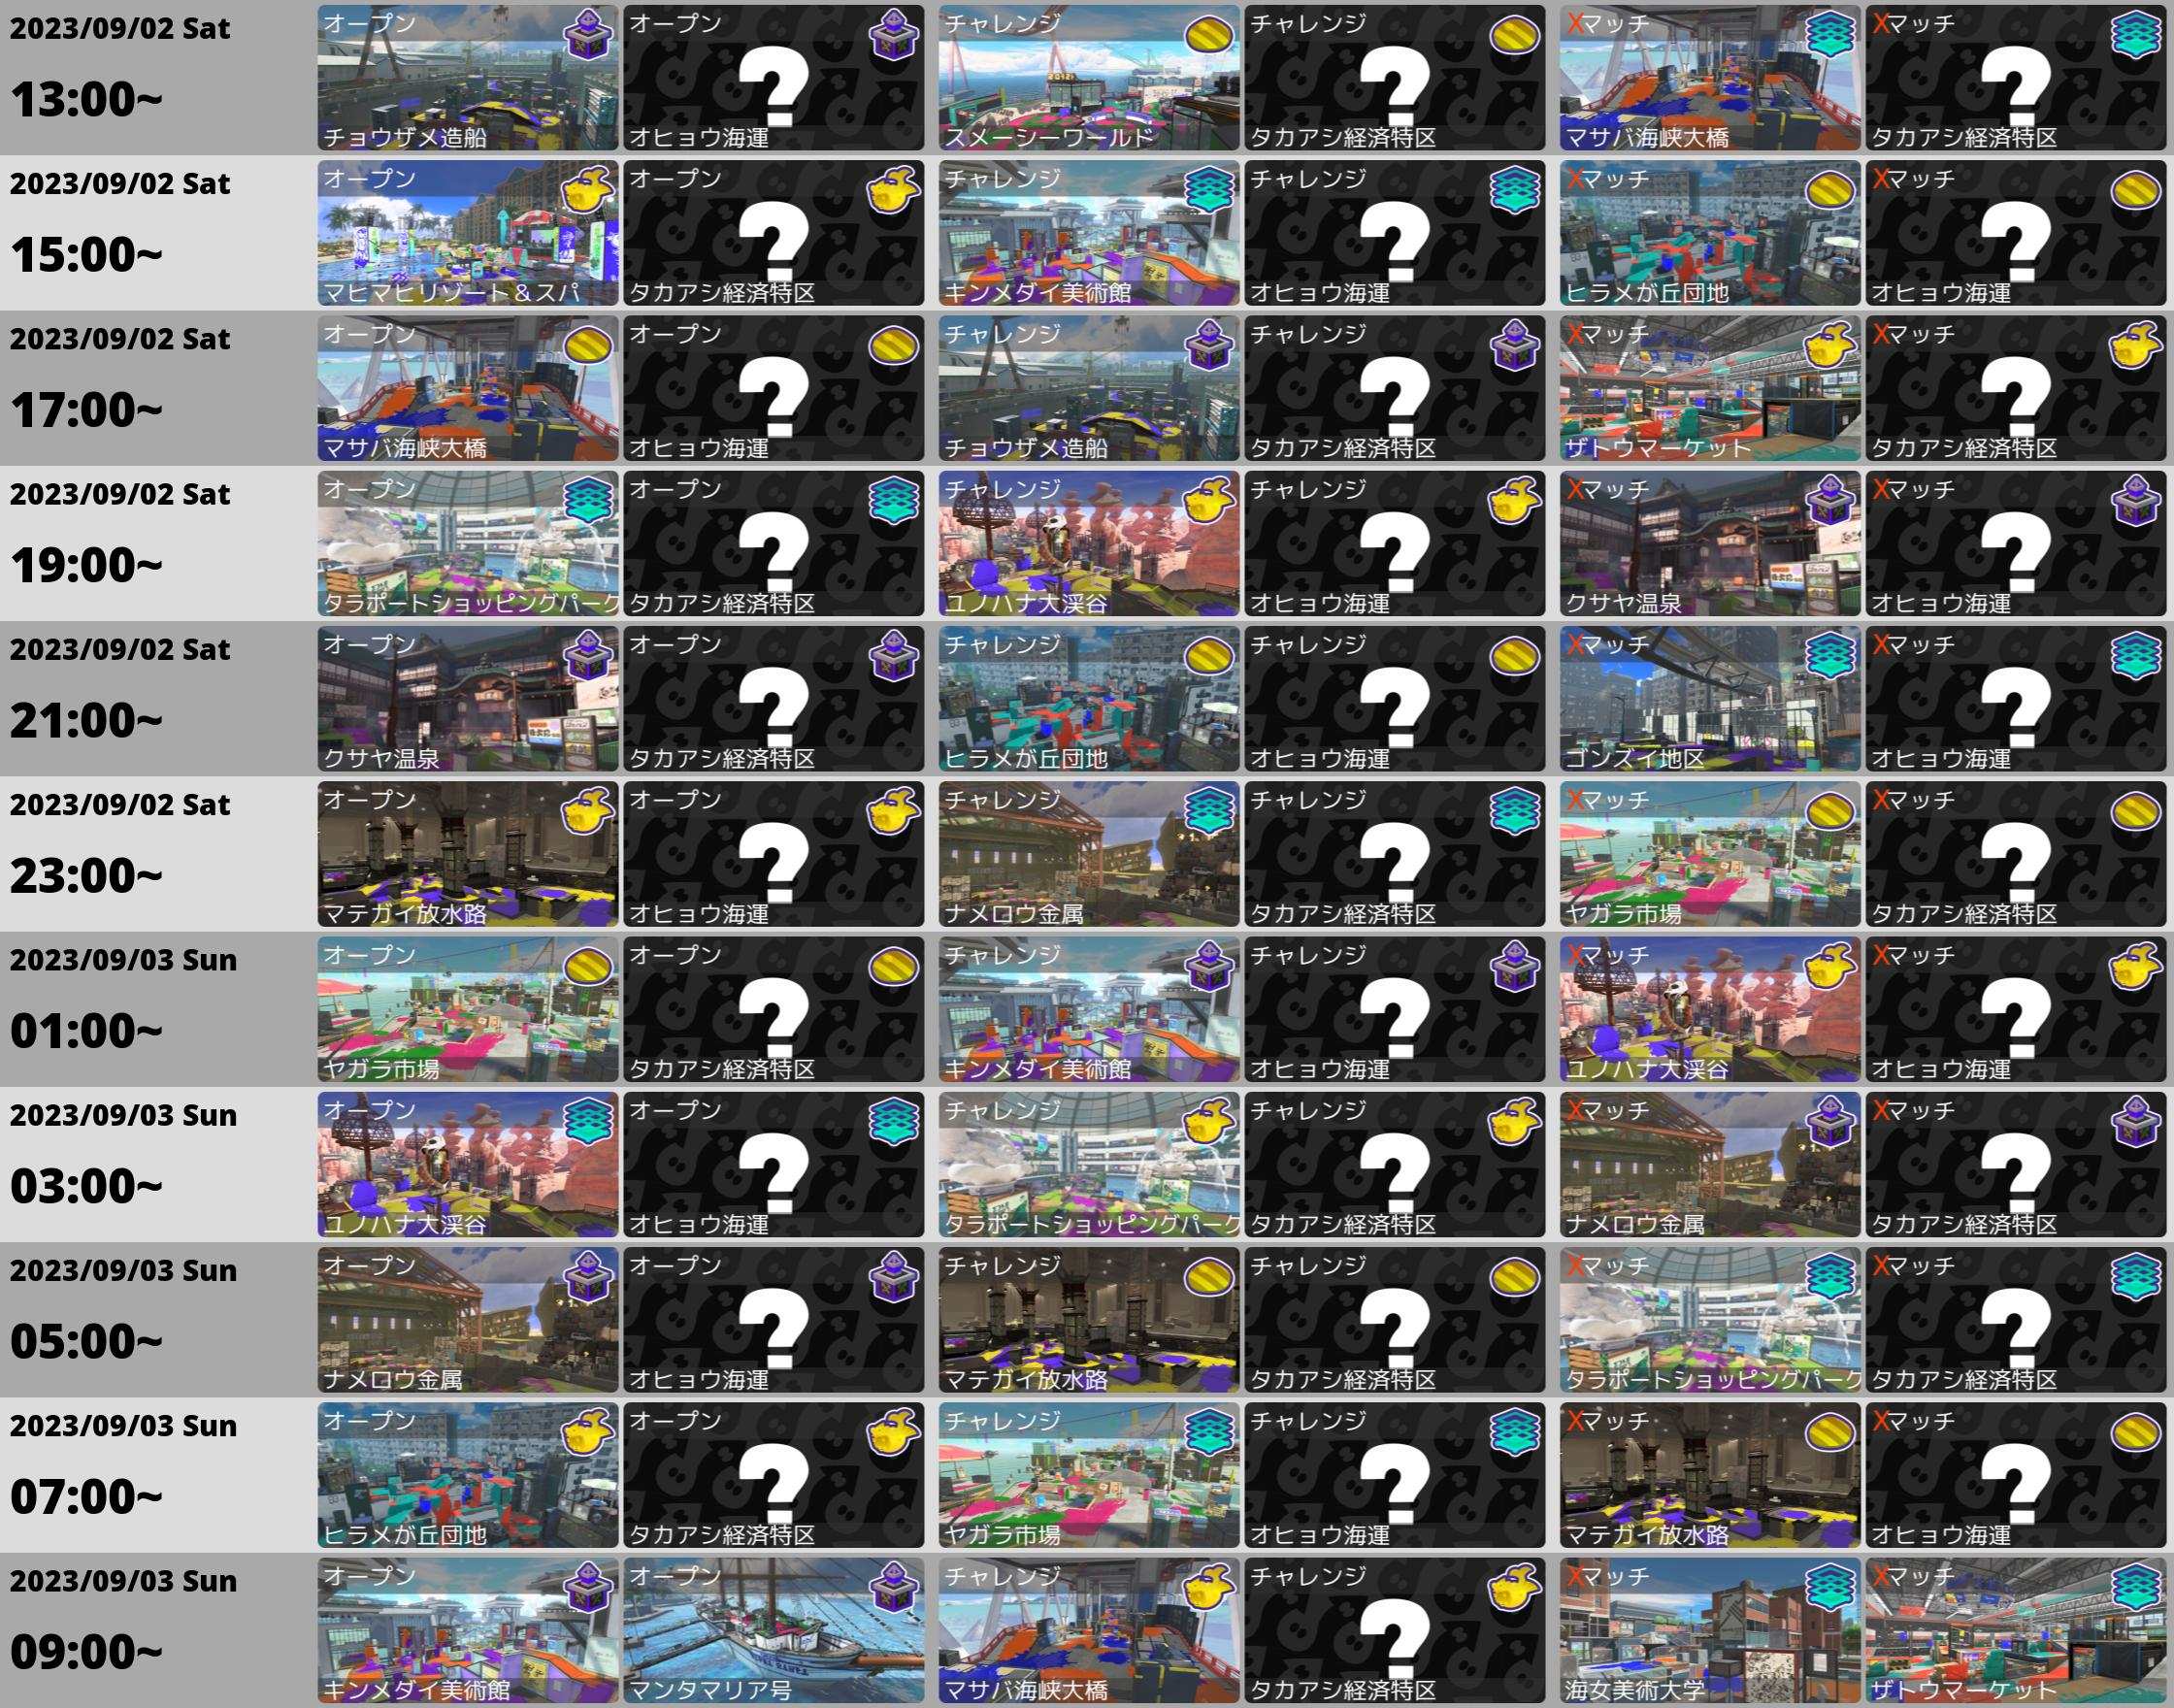 2023/09/02 Sat
13:00~
オープン
チョウザメ造船
オープン
オヒョウ海運
チャレンジ
スメーシーワールド
チャレンジ
タカアシ経済特区
Xマッチ
マサバ海峡大橋
Xマッチ
タカアシ経済特区
2023/09/02 Sat
15:00~
オープン
マヒマヒリゾート＆スパ
オープン
タカアシ経済特区
チャレンジ
キンメダイ美術館
チャレンジ
オヒョウ海運
Xマッチ
ヒラメが丘団地
Xマッチ
オヒョウ海運
2023/09/02 Sat
17:00~
オープン
マサバ海峡大橋
オープン
オヒョウ海運
チャレンジ
チョウザメ造船
チャレンジ
タカアシ経済特区
Xマッチ
ザトウマーケット
Xマッチ
タカアシ経済特区
2023/09/02 Sat
19:00~
オープン
タラポートショッピングパーク
オープン
タカアシ経済特区
チャレンジ
ユノハナ大渓谷
チャレンジ
オヒョウ海運
Xマッチ
クサヤ温泉
Xマッチ
オヒョウ海運
2023/09/02 Sat
21:00~
オープン
クサヤ温泉
オープン
タカアシ経済特区
チャレンジ
ヒラメが丘団地
チャレンジ
オヒョウ海運
Xマッチ
ゴンズイ地区
Xマッチ
オヒョウ海運
2023/09/02 Sat
23:00~
オープン
マテガイ放水路
オープン
オヒョウ海運
チャレンジ
ナメロウ金属
チャレンジ
タカアシ経済特区
Xマッチ
ヤガラ市場
Xマッチ
タカアシ経済特区
2023/09/03 Sun
01:00~
オープン
ヤガラ市場
オープン
タカアシ経済特区
チャレンジ
キンメダイ美術館
チャレンジ
オヒョウ海運
Xマッチ
ユノハナ大渓谷
Xマッチ
オヒョウ海運
2023/09/03 Sun
03:00~
オープン
ユノハナ大渓谷
オープン
オヒョウ海運
チャレンジ
タラポートショッピングパーク
チャレンジ
タカアシ経済特区
Xマッチ
ナメロウ金属
Xマッチ
タカアシ経済特区
2023/09/03 Sun
05:00~
オープン
ナメロウ金属
オープン
オヒョウ海運
チャレンジ
マテガイ放水路
チャレンジ
タカアシ経済特区
Xマッチ
タラポートショッピングパーク
Xマッチ
タカアシ経済特区
2023/09/03 Sun
07:00~
オープン
ヒラメが丘団地
オープン
タカアシ経済特区
チャレンジ
ヤガラ市場
チャレンジ
オヒョウ海運
Xマッチ
マテガイ放水路
Xマッチ
オヒョウ海運
2023/09/03 Sun
09:00~
オープン
キンメダイ美術館
オープン
マンタマリア号
チャレンジ
マサバ海峡大橋
チャレンジ
タカアシ経済特区
Xマッチ
海女美術大学
Xマッチ
ザトウマーケット